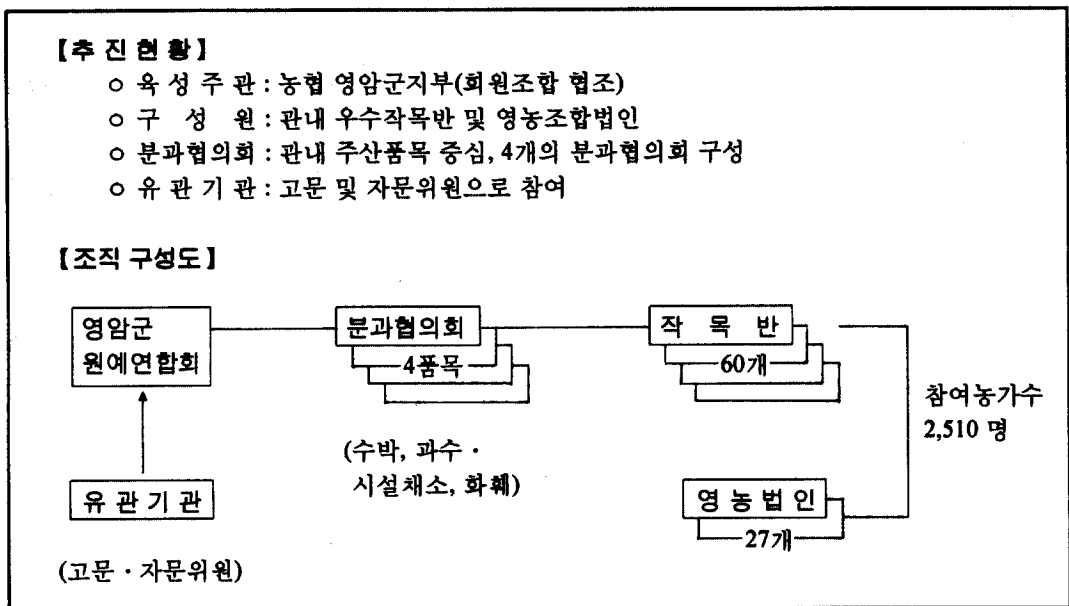 【추 진 현 황】
ㅇ 육 성 주 관 : 농협 영암군지부(회원조합 협조)
ㅇ 구 성 원 : 관내 우수작목반 및 영농조합법인
ㅇ 분과협의회 : 관내 주산품목 중심, 4개의 분과협의회 구성
ㅇ 유 관 기 관 : 고문 및 자문위원으로 참여
【조직 구성도】
영암군
원예연합회
분과협의회
4품목
(수박, 과수 ·
시설채소, 화훼)
작 목 반
60개
참여농가수
2,510 명
유 관 기 관
(고문 · 자문위원)
영 농 법 인
27개